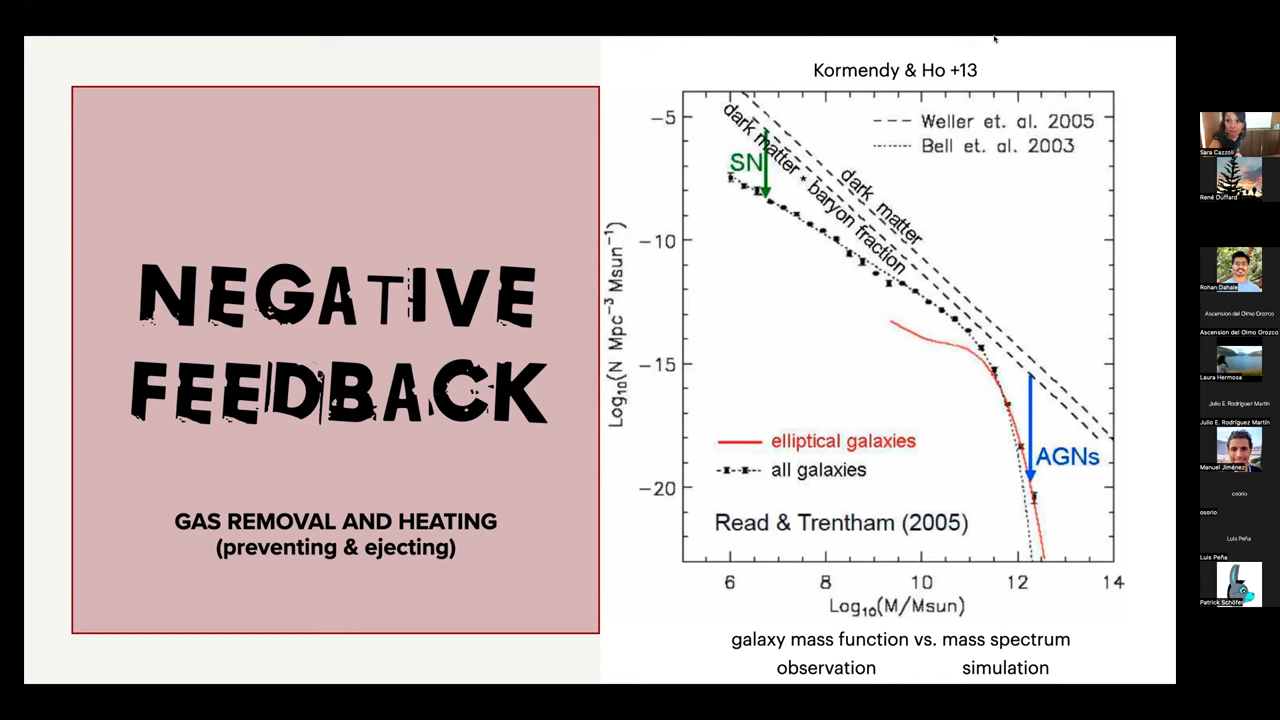 NEGATIVE
FEEDBACK
GAS REMOVAL AND HEATING
(preventing & ejecting)
Kormendy & Ho +13
Weller et. al. 2005
Bell et. al. 2003
dark matter
dark matter * baryon fraction
SN
AGNs
elliptical galaxies
all galaxies
Read & Trentham (2005)
−5
−10
−15
−20
Log₁₀(N Mpc⁻³ Msun⁻¹)
6 8 10 12 14
Log₁₀(M/Msun)
galaxy mass function vs. mass spectrum
observation simulation
Sara Cazzoli
René Duffard
Rohan Dahale
Ascension del Olmo Orozco
Ascension del Olmo Orozco
Laura Hermosa
Julio E. Rodríguez Martín
Julio E. Rodríguez Martín
Manuel Jiménez
osorio
osorio
Luis Peña
Luis Peña
Patrick Schöfer